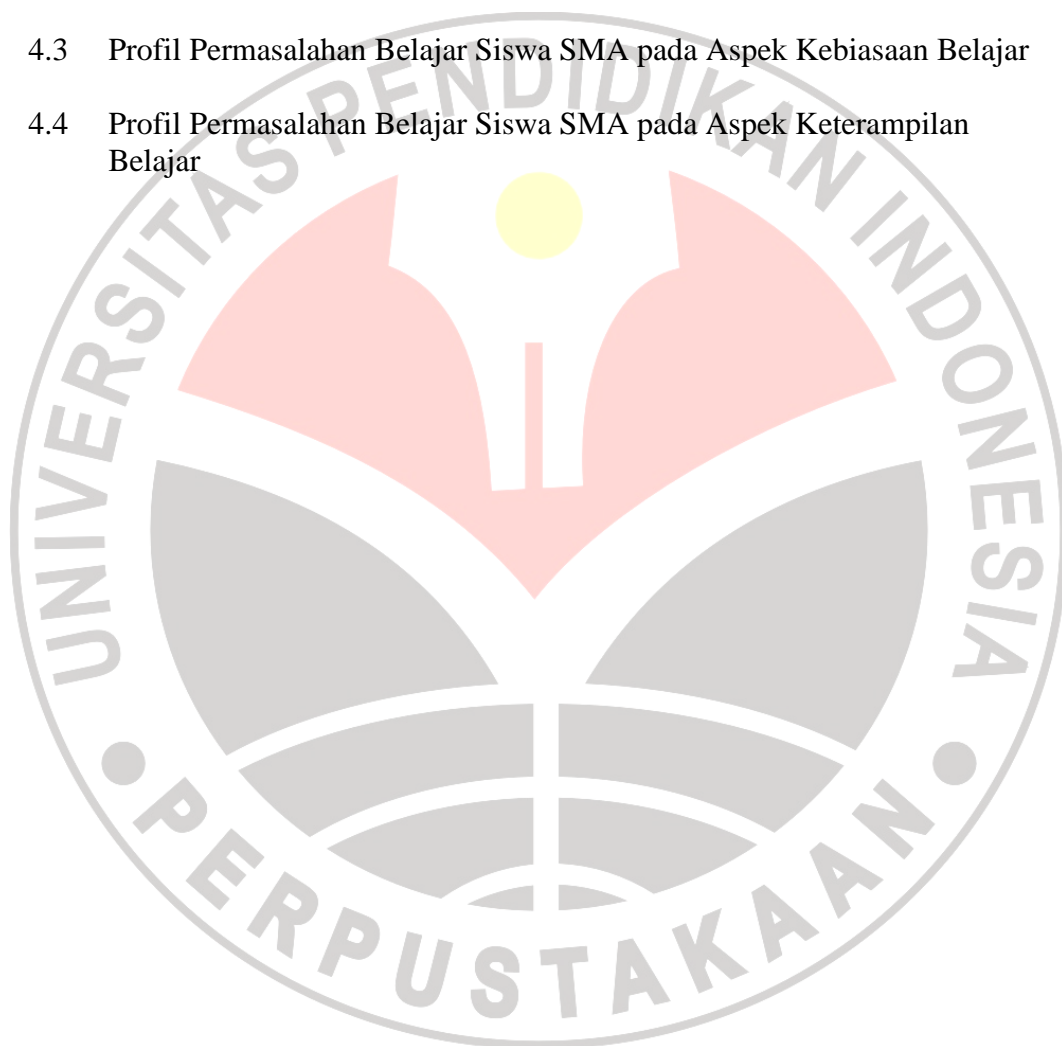 4.3 Profil Permasalahan Belajar Siswa SMA pada Aspek Kebiasaan Belajar
4.4 Profil Permasalahan Belajar Siswa SMA pada Aspek Keterampilan
Belajar
UNIVERSITAS PENDIDIKAN INDONESIA
PERPUSTAKAAN